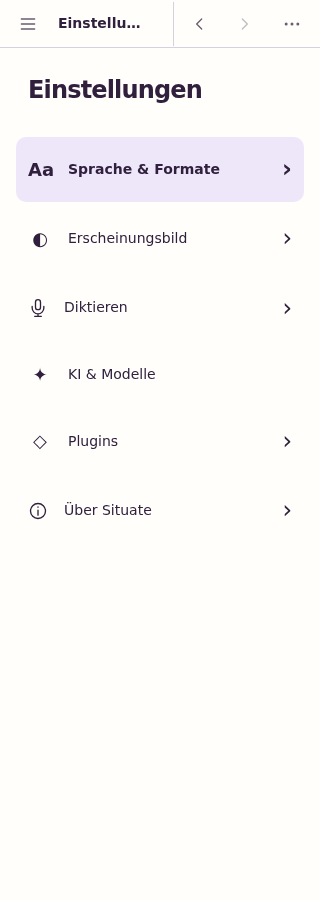 Einstellu...
Einstellungen
Aa Sprache & Formate
Erscheinungsbild
Diktieren
KI & Modelle
Plugins
Über Situate